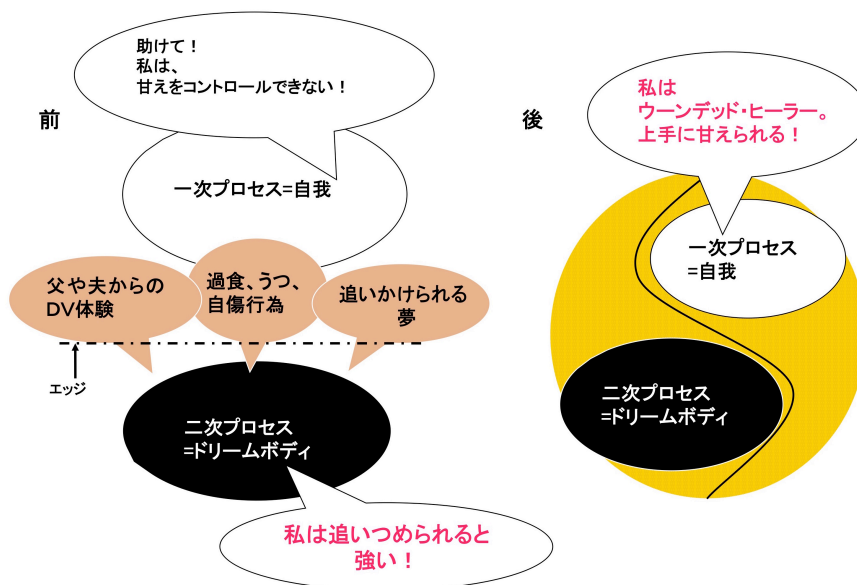 助けて！
私は、
甘えをコントロールできない！
前
一次プロセス=自我
父や夫からの
DV体験
過食、うつ、
自傷行為
追いかけられる
夢
エッジ
二次プロセス
=ドリームボディ
私は追いつめられると
強い！
後
私は
ウーンデッド・ヒーラー。
上手に甘えられる！
一次プロセス
=自我
二次プロセス
=ドリームボディ